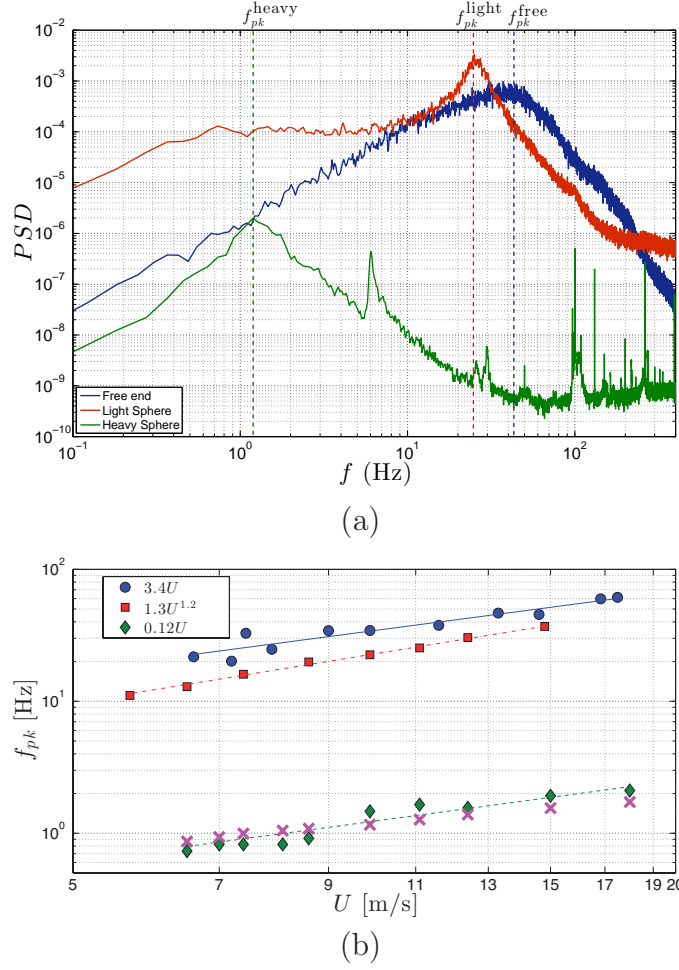 f_{pk}^{heavy} f_{pk}^{light} f_{pk}^{free}
10^{-2}
10^{-3}
10^{-4}
10^{-5}
10^{-6}
10^{-7}
10^{-8}
10^{-9}
10^{-10}
PSD
Free end
Light Sphere
Heavy Sphere
10^{-1} 10^{0} 10^{1} 10^{2}
f (Hz)
(a)
10^{2}
10^{1}
10^{0}
f_{pk} [Hz]
3.4U
1.3U^{1.2}
0.12U
5 7 9 11 13 15 17 19 20
U [m/s]
(b)